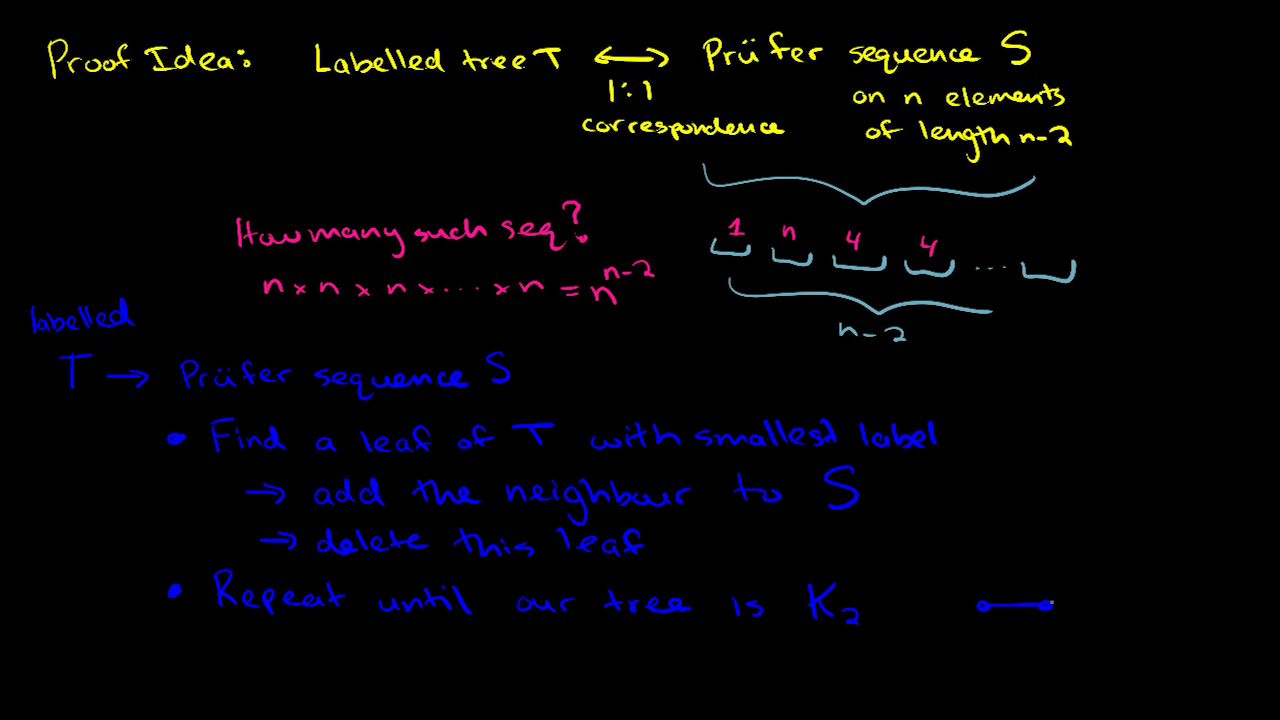 Proof Idea: Labelled tree T ⟷ Prüfer sequence S
1:1 on n elements
correspondence of length n-2
How many such seq? 1 n 4 4 ...
n × n × n × ... × n = n^{n-2}
n-2
labelled
T → Prüfer sequence S
• Find a leaf of T with smallest label
→ add the neighbour to S
→ delete this leaf
• Repeat until our tree is K₂